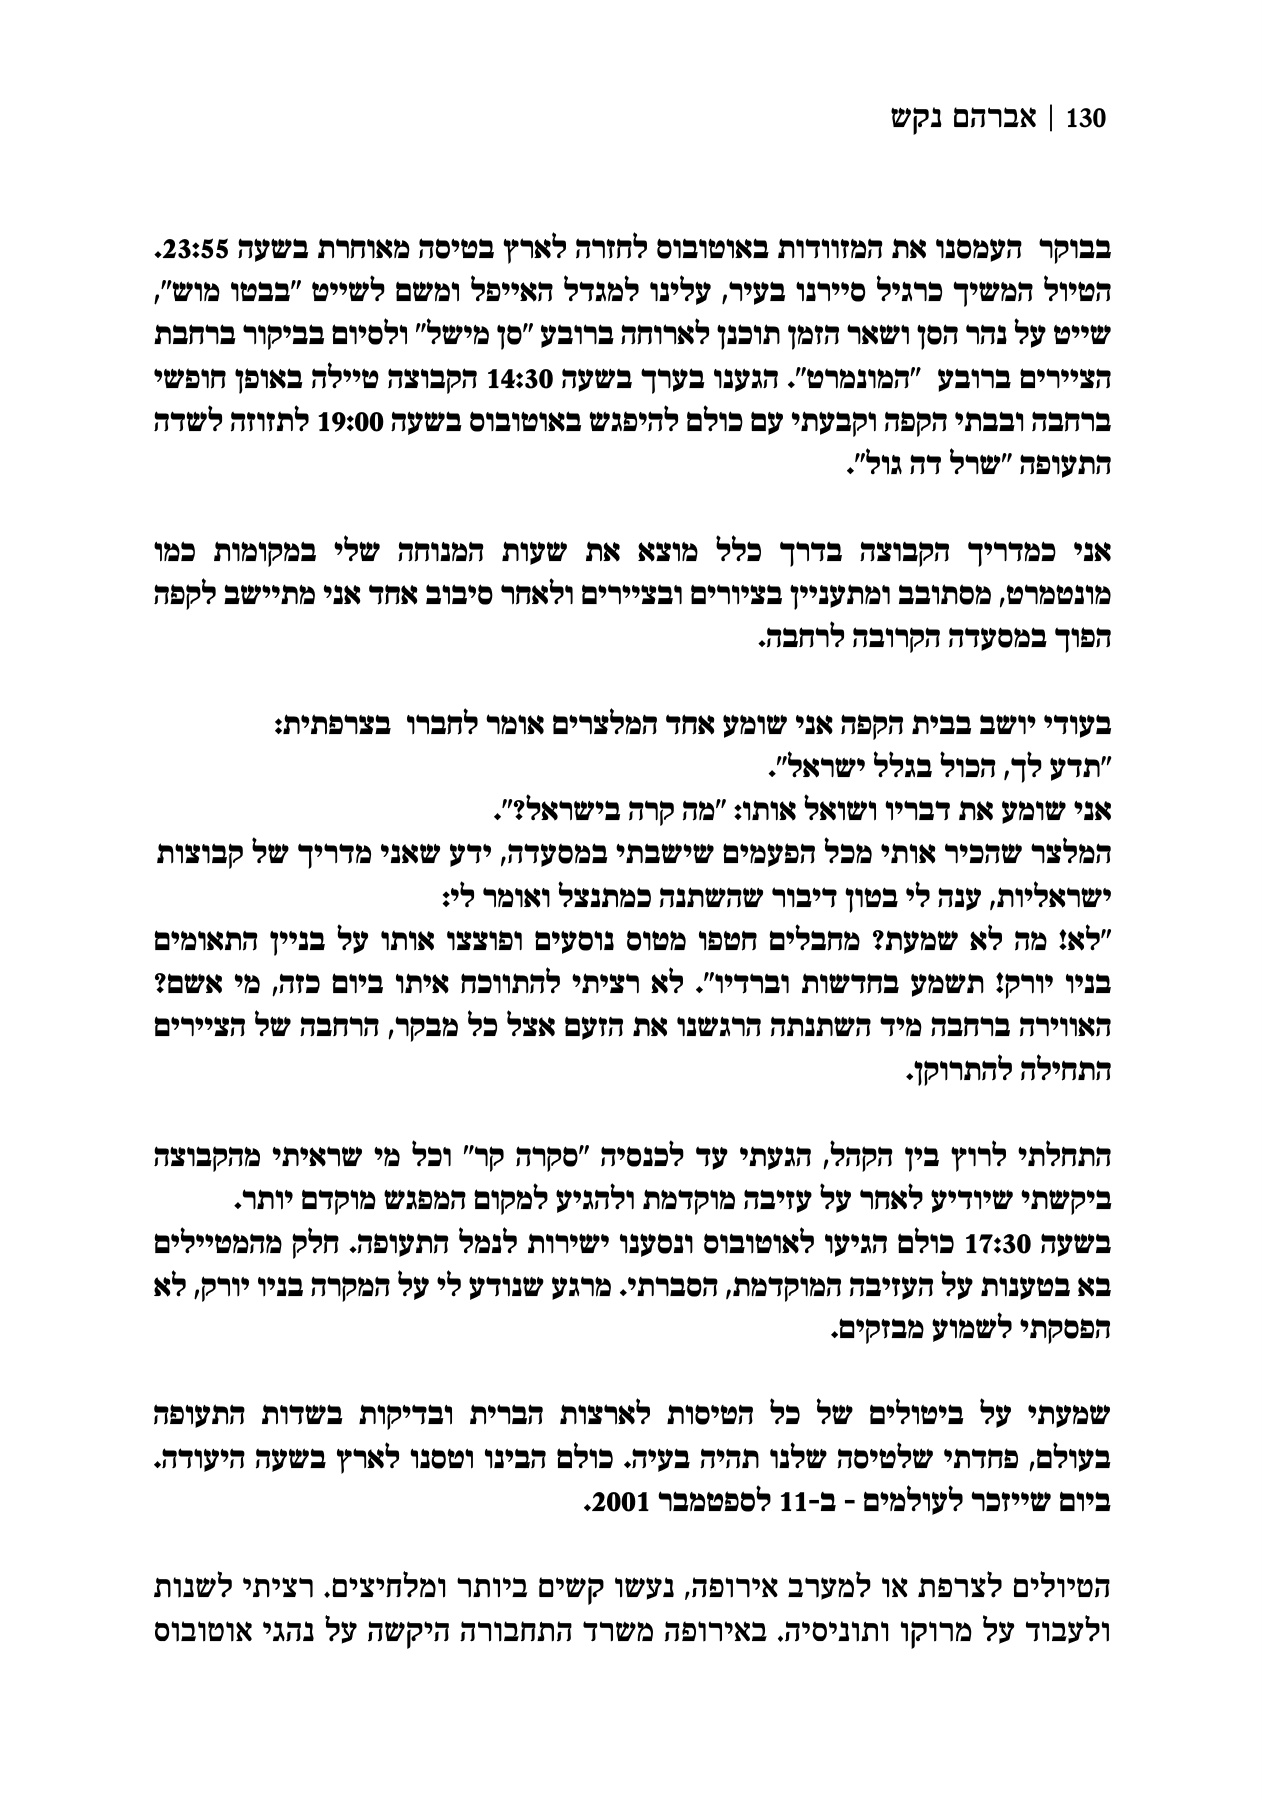 130 | אברהם נקש
בבוקר העמסנו את המזוודות באוטובוס לחזרה לארץ בטיסה מאוחרת בשעה 23:55.
הטיול המשיך כרגיל סיירנו בעיר, עלינו למגדל האייפל ומשם לשייט "בבטו מוש",
שייט על נהר הסן ושאר הזמן תוכנן לארוחה ברובע "סן מישל" ולסיום בביקור ברחבת
הציירים ברובע "המונמרט". הגענו בערך בשעה 14:30 הקבוצה טיילה באופן חופשי
ברחבה ובבתי הקפה וקבעתי עם כולם להיפגש באוטובוס בשעה 19:00 לתזוזה לשדה
התעופה "שרל דה גול".
אני כמדריך הקבוצה בדרך כלל מוצא את שעות המנוחה שלי במקומות כמו
מונטמרט, מסתובב ומתעניין בציורים ובציירים ולאחר סיבוב אחד אני מתיישב לקפה
הפוך במסעדה הקרובה לרחבה.
בעודי יושב בבית הקפה אני שומע אחד המלצרים אומר לחברו בצרפתית:
"תדע לך, הכול בגלל ישראל".
אני שומע את דבריו ושואל אותו: "מה קרה בישראל?".
המלצר שהכיר אותי מכל הפעמים שישבתי במסעדה, ידע שאני מדריך של קבוצות
ישראליות, ענה לי בטון דיבור שהשתנה כמתנצל ואומר לי:
"לא! מה לא שמעת? מחבלים חטפו מטוס נוסעים ופוצצו אותו על בניין התאומים
בניו יורק! תשמע בחדשות וברדיו". לא רציתי להתווכח איתו ביום כזה, מי אשם?
האווירה ברחבה מיד השתנתה הרגשנו את הזעם אצל כל מבקר, הרחבה של הציירים
התחילה להתרוקן.
התחלתי לרוץ בין הקהל, הגעתי עד לכנסיה "סקרה קר" וכל מי שראיתי מהקבוצה
ביקשתי שיודיע לאחר על עזיבה מוקדמת ולהגיע למקום המפגש מוקדם יותר.
בשעה 17:30 כולם הגיעו לאוטובוס ונסענו ישירות לנמל התעופה. חלק מהמטיילים
בא בטענות על העזיבה המוקדמת, הסברתי. מרגע שנודע לי על המקרה בניו יורק, לא
הפסקתי לשמוע מבזקים.
שמעתי על ביטולים של כל הטיסות לארצות הברית ובדיקות בשדות התעופה
בעולם, פחדתי שלטיסה שלנו תהיה בעיה. כולם הבינו וטסנו לארץ בשעה היעודה.
ביום שייזכר לעולמים - ב-11 לספטמבר 2001.
הטיולים לצרפת או למערב אירופה, נעשו קשים ביותר ומלחיצים. רציתי לשנות
ולעבוד על מרוקו ותוניסיה. באירופה משרד התחבורה היקשה על נהגי אוטובוס